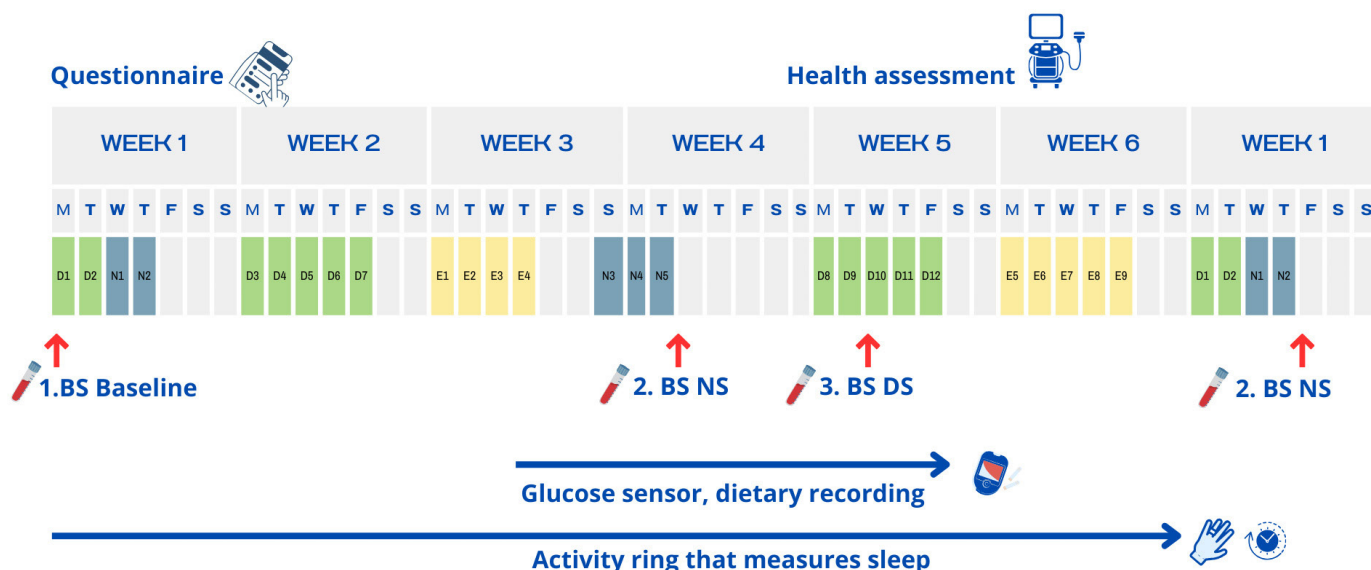 Questionnaire
Health assessment
WEEK 1 WEEK 2 WEEK 3 WEEK 4 WEEK 5 WEEK 6 WEEK 1
M T W T F S S M T W T F S S M T W T F S S M T W T F S S M T W T F S S M T W T F S S M T W T F S S
D1 D2 N1 N2 D3 D4 D5 D6 D7 E1 E2 E3 E4 N3 N4 N5 D8 D9 D10 D11 D12 E5 E6 E7 E8 E9 D1 D2 N1 N2
1.BS Baseline 2. BS NS 3. BS DS 2. BS NS
Glucose sensor, dietary recording
Activity ring that measures sleep